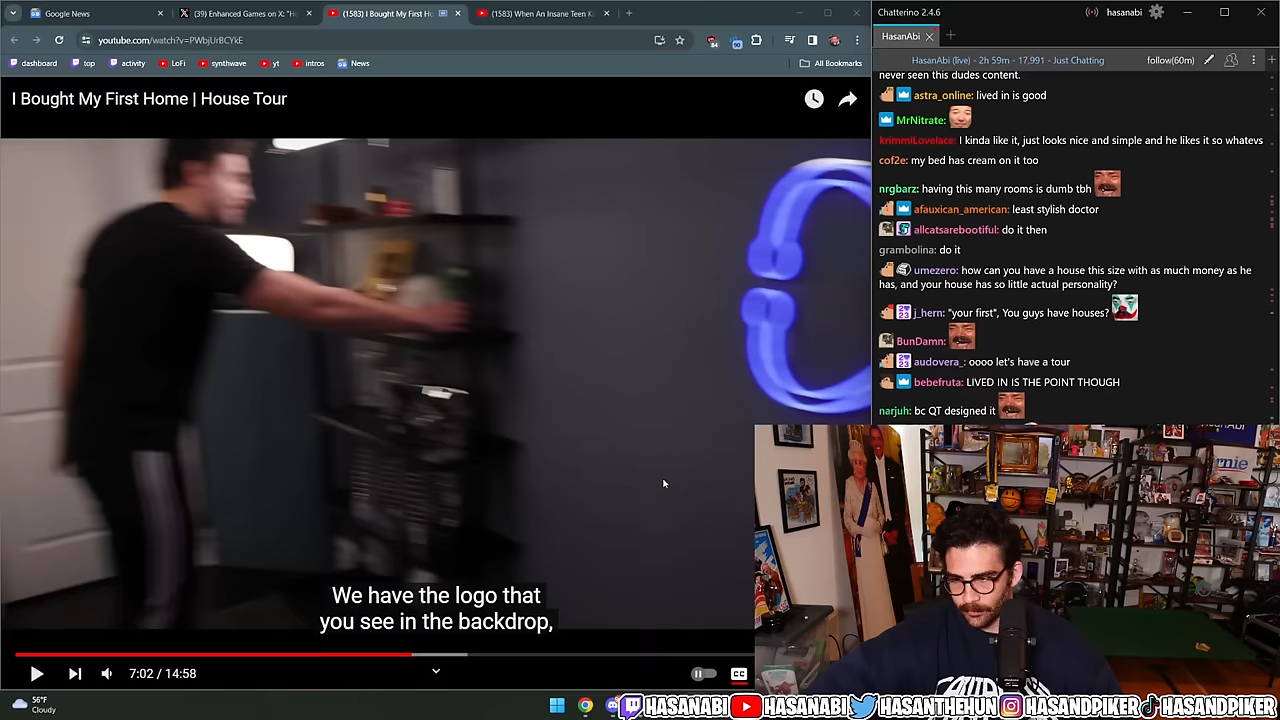 Google News
(39) Enhanced Games on X: "H
(1583) I Bought My First Ho
(1583) When An Insane Teen K
youtube.com/watch?v=PWbjUrBCYkE
dashboard
top
activity
LoFi
synthwave
yt
intros
News
All Bookmarks
I Bought My First Home | House Tour
We have the logo that
you see in the backdrop,
7:02 / 14:58
CC
56°F
Cloudy
Chatterino 2.4.6
hasanabi
HasanAbi
HasanAbi (live) - 2h 59m - 17,991 - Just Chatting
follow(60m)
never seen this dudes content.
astra_online: lived in is good
MrNitrate:
krimmiLovelace: I kinda like it, just looks nice and simple and he likes it so whatevs
cof2e: my bed has cream on it too
nrgbarz: having this many rooms is dumb tbh
afauxican_american: least stylish doctor
allcatsarebootiful: do it then
grambolina: do it
umezero: how can you have a house this size with as much money as he
has, and your house has so little actual personality?
j_hern: "your first", You guys have houses?
BunDamn:
audovera_: oooo let's have a tour
bebefruta: LIVED IN IS THE POINT THOUGH
narjuh: bc QT designed it
ernie
HASANABI
HASANABI
HASANTHEHUN
HASANDPIKER
HASANDPIKER